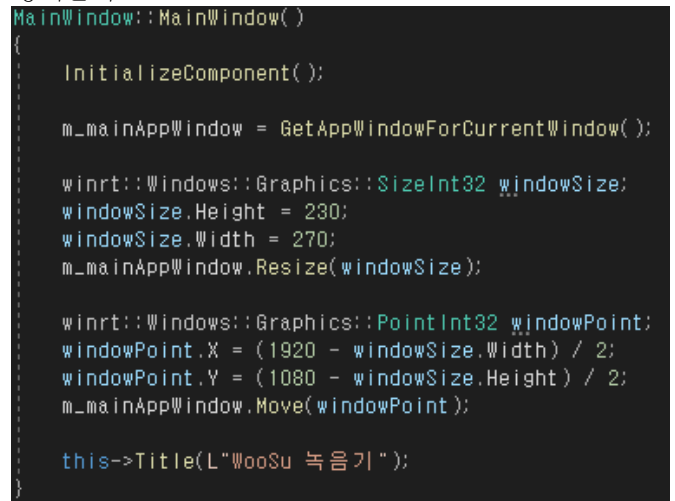 MainWindow::MainWindow()
{
InitializeComponent();
m_mainAppWindow = GetAppWindowForCurrentWindow();
winrt::Windows::Graphics::SizeInt32 windowSize;
windowSize.Height = 230;
windowSize.Width = 270;
m_mainAppWindow.Resize(windowSize);
winrt::Windows::Graphics::PointInt32 windowPoint;
windowPoint.X = (1920 - windowSize.Width) / 2;
windowPoint.Y = (1080 - windowSize.Height) / 2;
m_mainAppWindow.Move(windowPoint);
this->Title(L"WooSu 녹음기");
}